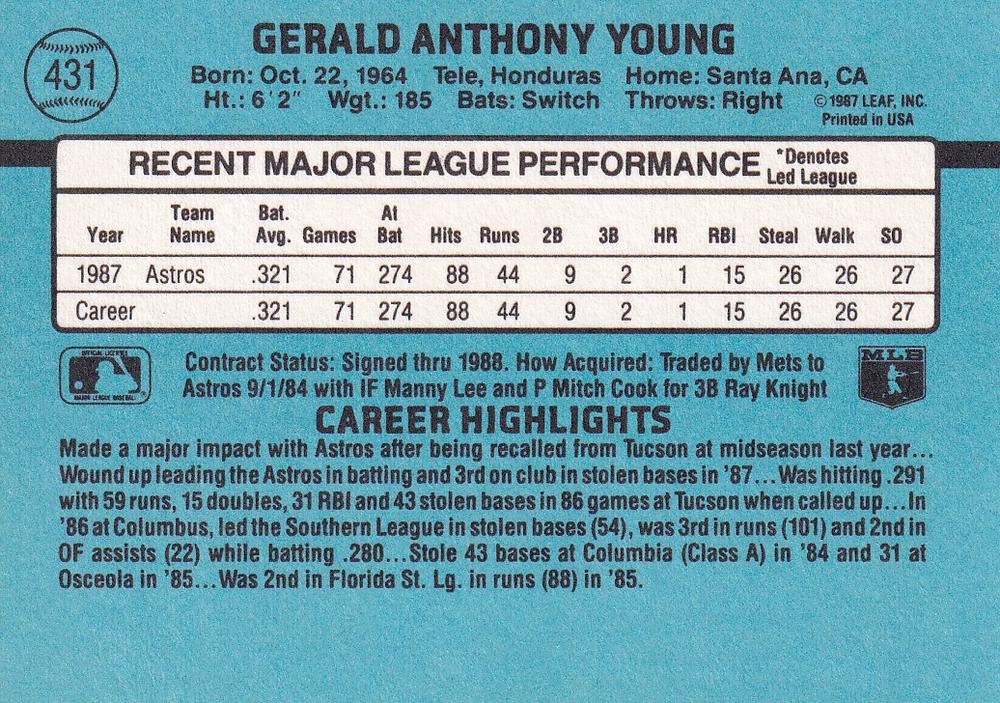 GERALD ANTHONY YOUNG
431
Born: Oct. 22, 1964 Tele, Honduras Home: Santa Ana, CA
Ht.: 6'2" Wgt.: 185 Bats: Switch Throws: Right
©1987 LEAF, INC.
Printed in USA
RECENT MAJOR LEAGUE PERFORMANCE *Denotes Led League
Year Team Name Bat. Avg. Games At Bat Hits Runs 2B 3B HR RBI Steal Walk SO
1987 Astros .321 71 274 88 44 9 2 1 15 26 26 27
Career .321 71 274 88 44 9 2 1 15 26 26 27
MLB
Contract Status: Signed thru 1988. How Acquired: Traded by Mets to
Astros 9/1/84 with IF Manny Lee and P Mitch Cook for 3B Ray Knight
CAREER HIGHLIGHTS
Made a major impact with Astros after being recalled from Tucson at midseason last year...
Wound up leading the Astros in batting and 3rd on club in stolen bases in '87...Was hitting .291
with 59 runs, 15 doubles, 31 RBI and 43 stolen bases in 86 games at Tucson when called up...In
'86 at Columbus, led the Southern League in stolen bases (54), was 3rd in runs (101) and 2nd in
OF assists (22) while batting .280...Stole 43 bases at Columbia (Class A) in '84 and 31 at
Osceola in '85...Was 2nd in Florida St. Lg. in runs (88) in '85.